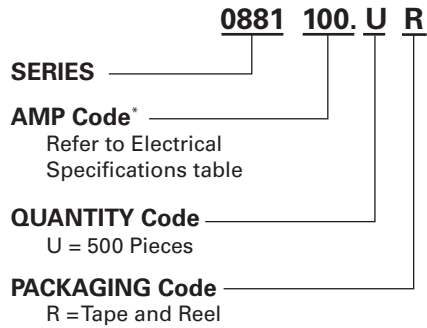 0881 100. U R
SERIES
AMP Code*
Refer to Electrical
Specifications table
QUANTITY Code
U = 500 Pieces
PACKAGING Code
R = Tape and Reel